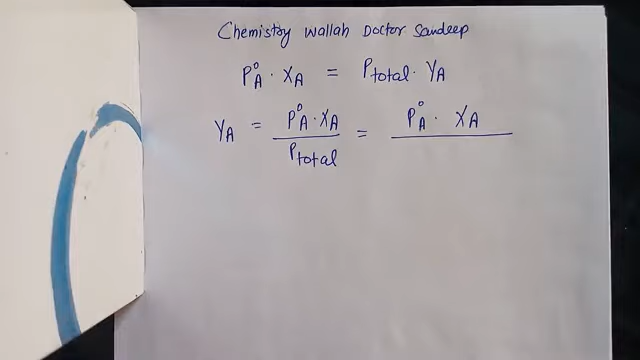 Chemistry Wallah Doctor Sandeep
P°A · XA = Ptotal · YA
YA = P°A · XA / Ptotal = P°A · XA /